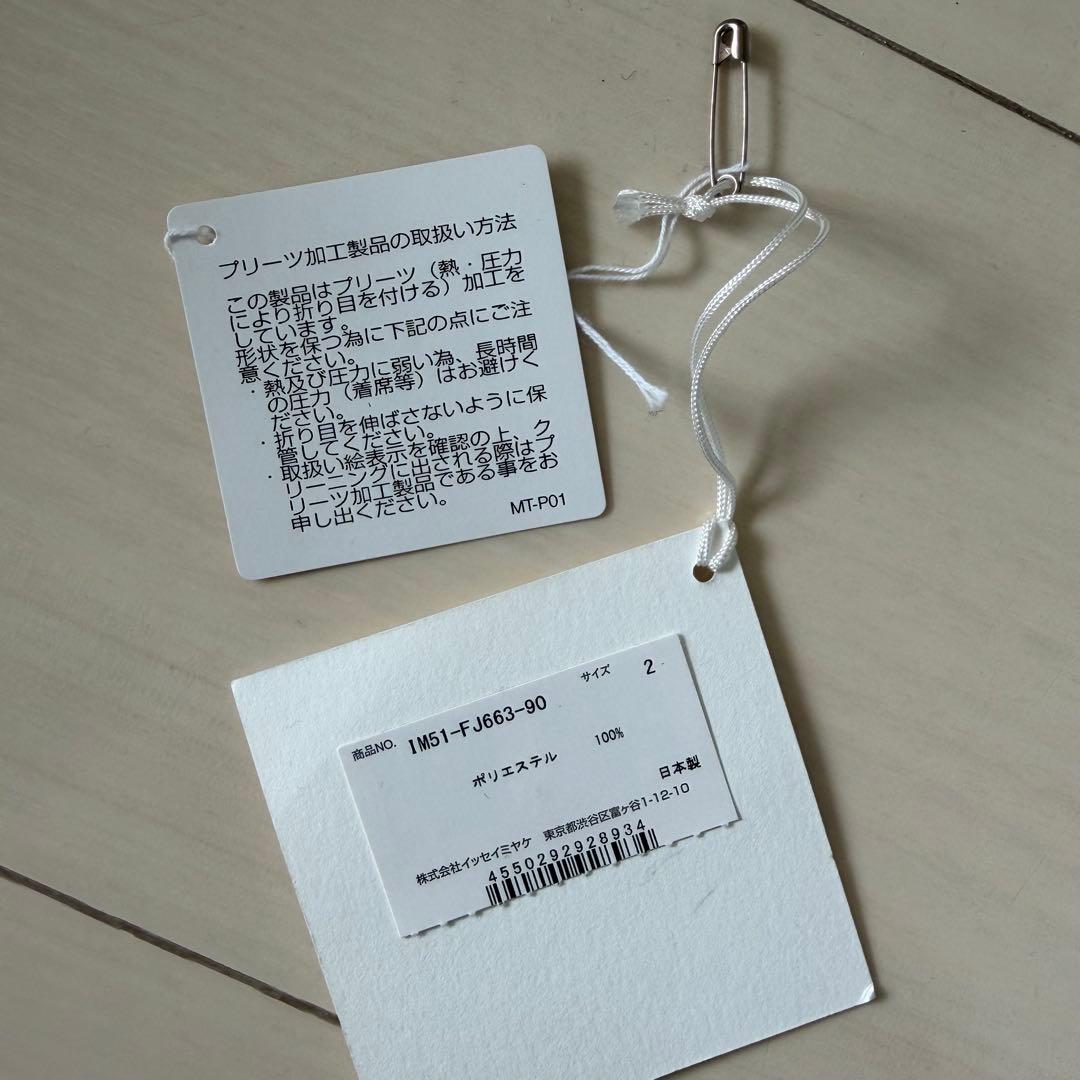 プリーツ加工製品の取扱い方法
この製品はプリーツ（熱・圧力
により折り目を付ける）加工を
しています。
形状を保つ為に下記の点にご注
意ください。
・熱及び圧力に弱い為、長時間
の圧力（着席等）はお避けく
ださい。
・折り目を伸ばさないように保
管してください。
・取扱い絵表示を確認の上、ク
リーニングに出される際はプ
リーツ加工製品である事をお
申し出ください。
MT-P01
サイズ 2
商品NO. IM51-FJ663-90
ポリエステル 100%
日本製
株式会社イッセイミヤケ 東京都渋谷区富ヶ谷1-12-10
4550292928934